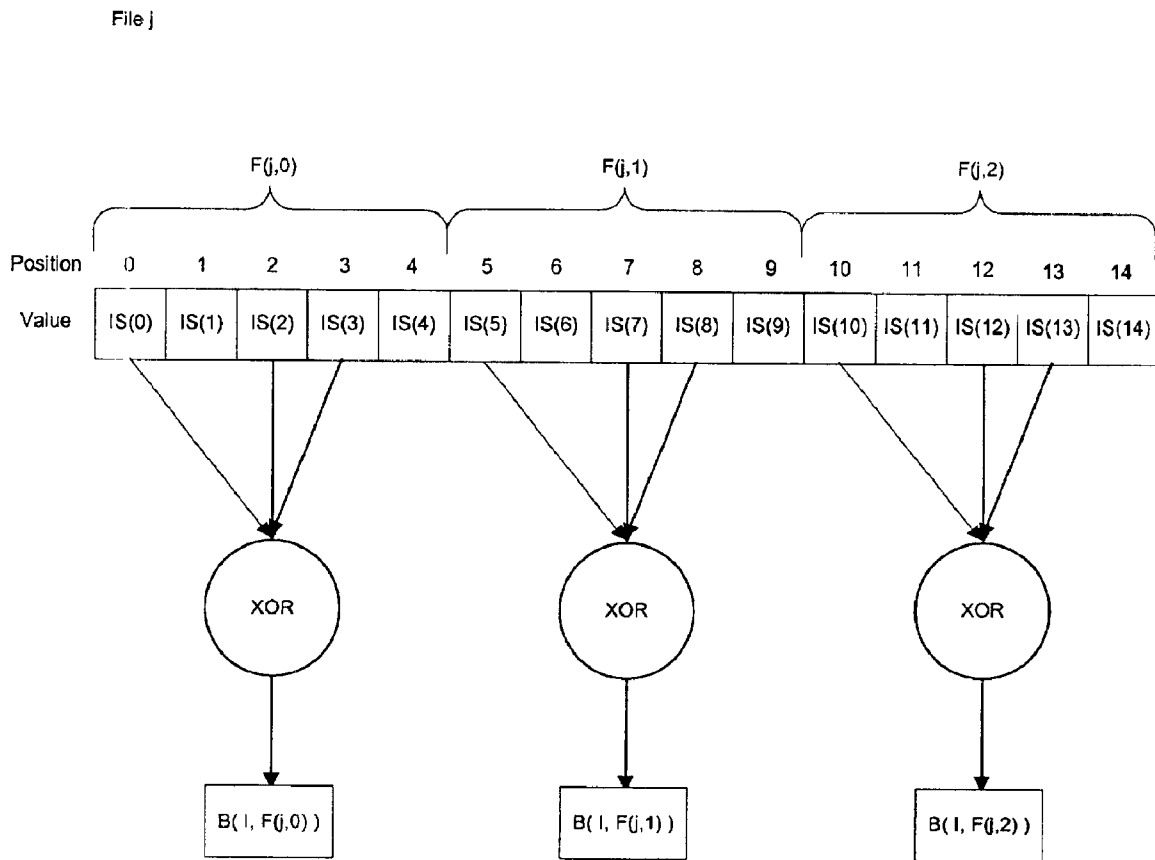 File j
F(j,0) F(j,1) F(j,2)
Position 0 1 2 3 4 5 6 7 8 9 10 11 12 13 14
Value IS(0) IS(1) IS(2) IS(3) IS(4) IS(5) IS(6) IS(7) IS(8) IS(9) IS(10) IS(11) IS(12) IS(13) IS(14)
XOR XOR XOR
B( I, F(j,0) ) B( I, F(j,1) ) B( I, F(j,2) )